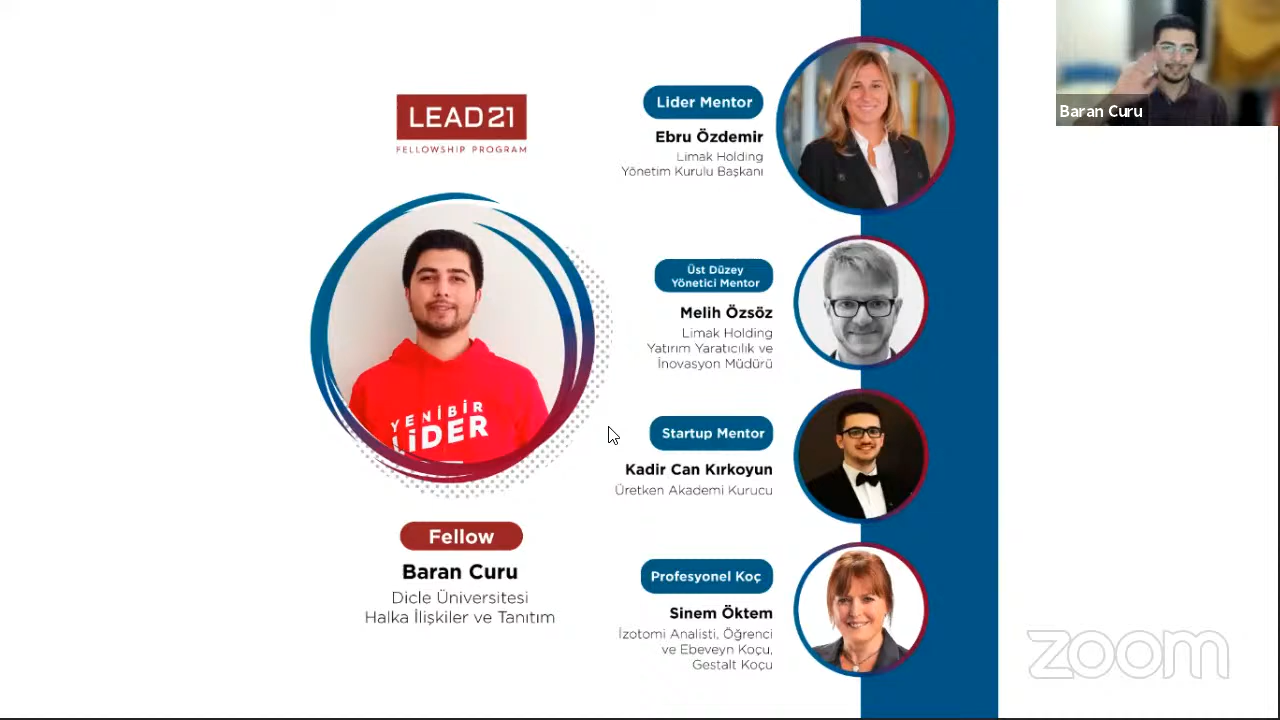 LEAD21
FELLOWSHIP PROGRAM
YENİBİR
LİDER
Fellow
Baran Curu
Dicle Üniversitesi
Halka İlişkiler ve Tanıtım
Lider Mentor
Ebru Özdemir
Limak Holding
Yönetim Kurulu Başkanı
Üst Düzey
Yönetici Mentor
Melih Özsöz
Limak Holding
Yatırım Yaratıcılık ve
İnovasyon Müdürü
Startup Mentor
Kadir Can Kırkoyun
Üretken Akademi Kurucu
Profesyonel Koç
Sinem Öktem
İzotomi Analisti, Öğrenci
ve Ebeveyn Koçu,
Gestalt Koçu
Baran Curu
zoom